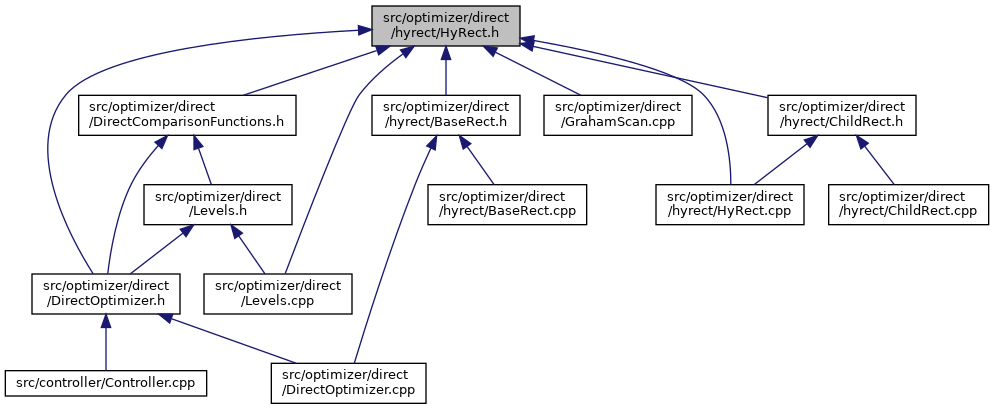 src/optimizer/direct
/hyrect/HyRect.h
src/optimizer/direct
/DirectComparisonFunctions.h
src/optimizer/direct
/hyrect/BaseRect.h
src/optimizer/direct
/GrahamScan.cpp
src/optimizer/direct
/hyrect/ChildRect.h
src/optimizer/direct
/Levels.h
src/optimizer/direct
/hyrect/BaseRect.cpp
src/optimizer/direct
/hyrect/HyRect.cpp
src/optimizer/direct
/hyrect/ChildRect.cpp
src/optimizer/direct
/DirectOptimizer.h
src/optimizer/direct
/Levels.cpp
src/controller/Controller.cpp
src/optimizer/direct
/DirectOptimizer.cpp